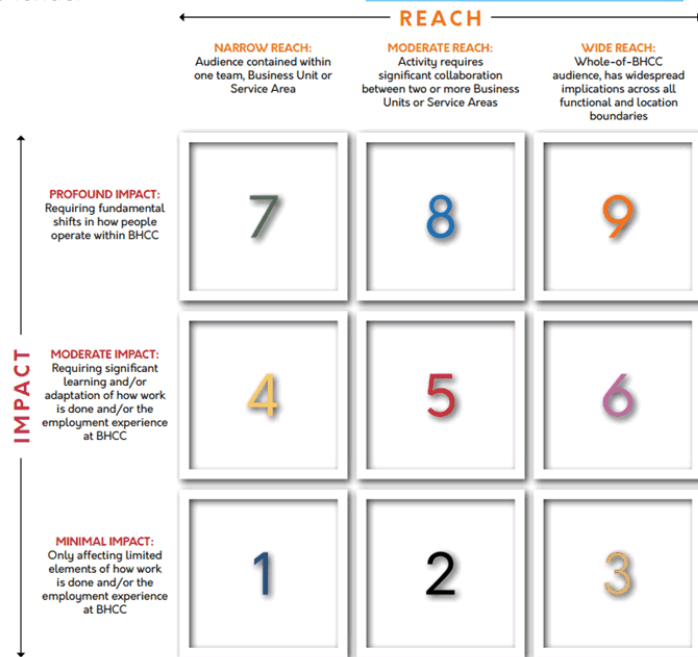 REACH
NARROW REACH:
Audience contained within
one team, Business Unit or
Service Area
MODERATE REACH:
Activity requires
significant collaboration
between two or more Business
Units or Service Areas
WIDE REACH:
Whole-of-BHCC
audience, has widespread
implications across all
functional and location
boundaries
IMPACT
PROFOUND IMPACT:
Requiring fundamental
shifts in how people
operate within BHCC
7
8
9
MODERATE IMPACT:
Requiring significant
learning and/or
adaptation of how work
is done and/or the
employment experience
at BHCC
4
5
6
MINIMAL IMPACT:
Only affecting limited
elements of how work
is done and/or the
employment experience
at BHCC
1
2
3